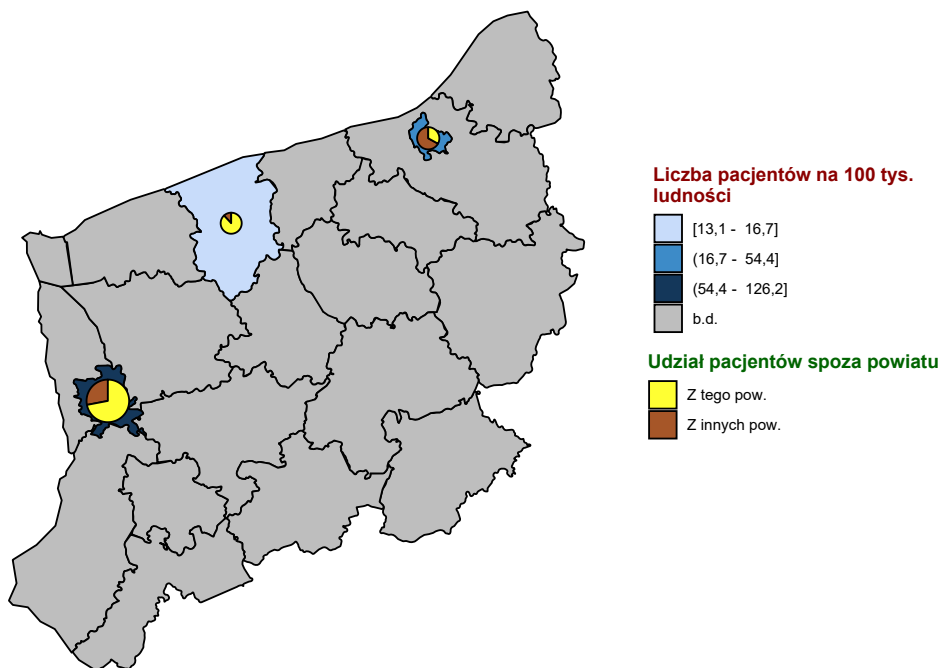 Liczba pacjentów na 100 tys.
ludności
[13,1 - 16,7]
(16,7 - 54,4]
(54,4 - 126,2]
b.d.
Udział pacjentów spoza powiatu
Z tego pow.
Z innych pow.